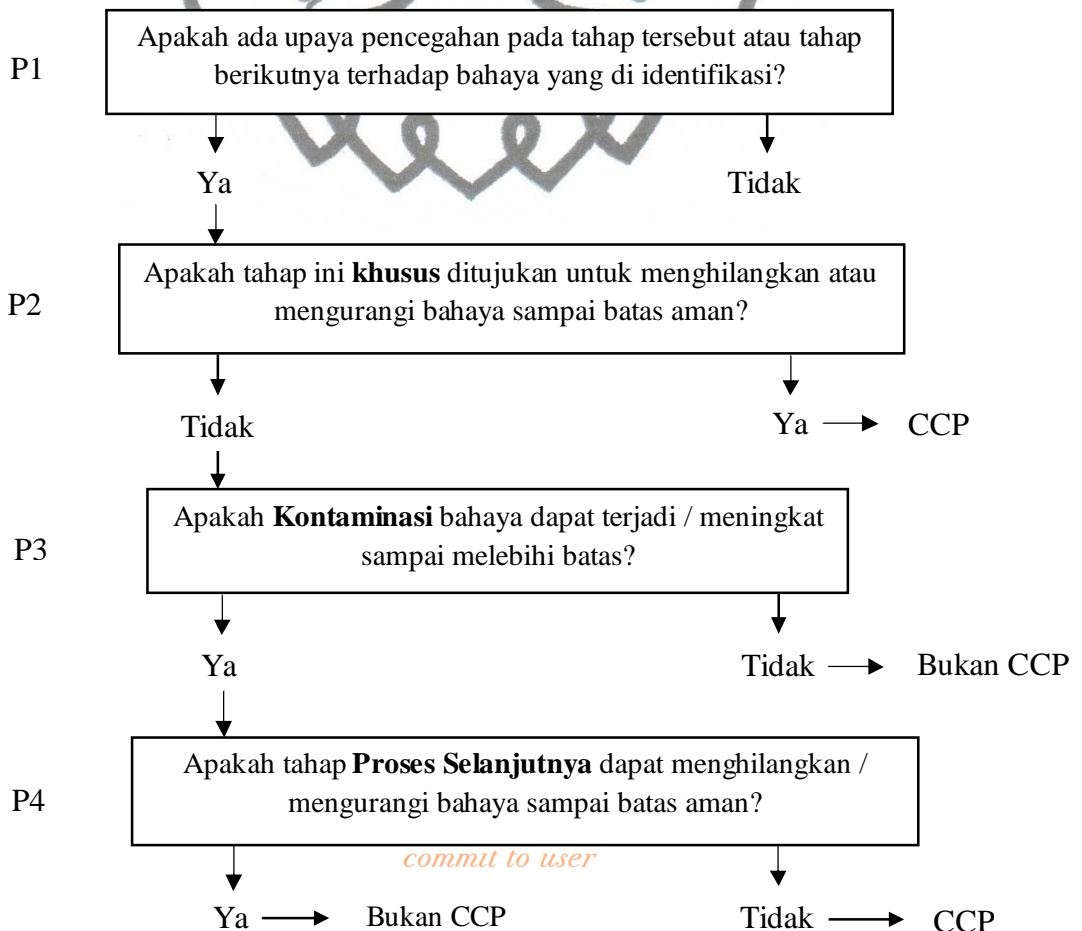 Apakah ada upaya pencegahan pada tahap tersebut atau tahap
P1
berikutnya terhadap bahaya yang di identifikasi?
Ya
Tidak
Apakah tahap ini khusus ditujukan untuk menghilangkan atau
P2
mengurangi bahaya sampai batas aman?
Tidak
Ya
CCP
Apakah Kontaminasi bahaya dapat terjadi / meningkat
P3
sampai melebihi batas?
Ya
Tidak
Bukan CCP
Apakah tahap Proses Selanjutnya dapat menghilangkan /
P4
mengurangi bahaya sampai batas aman?
commit to user
Ya
Bukan CCP
Tidak
CCP